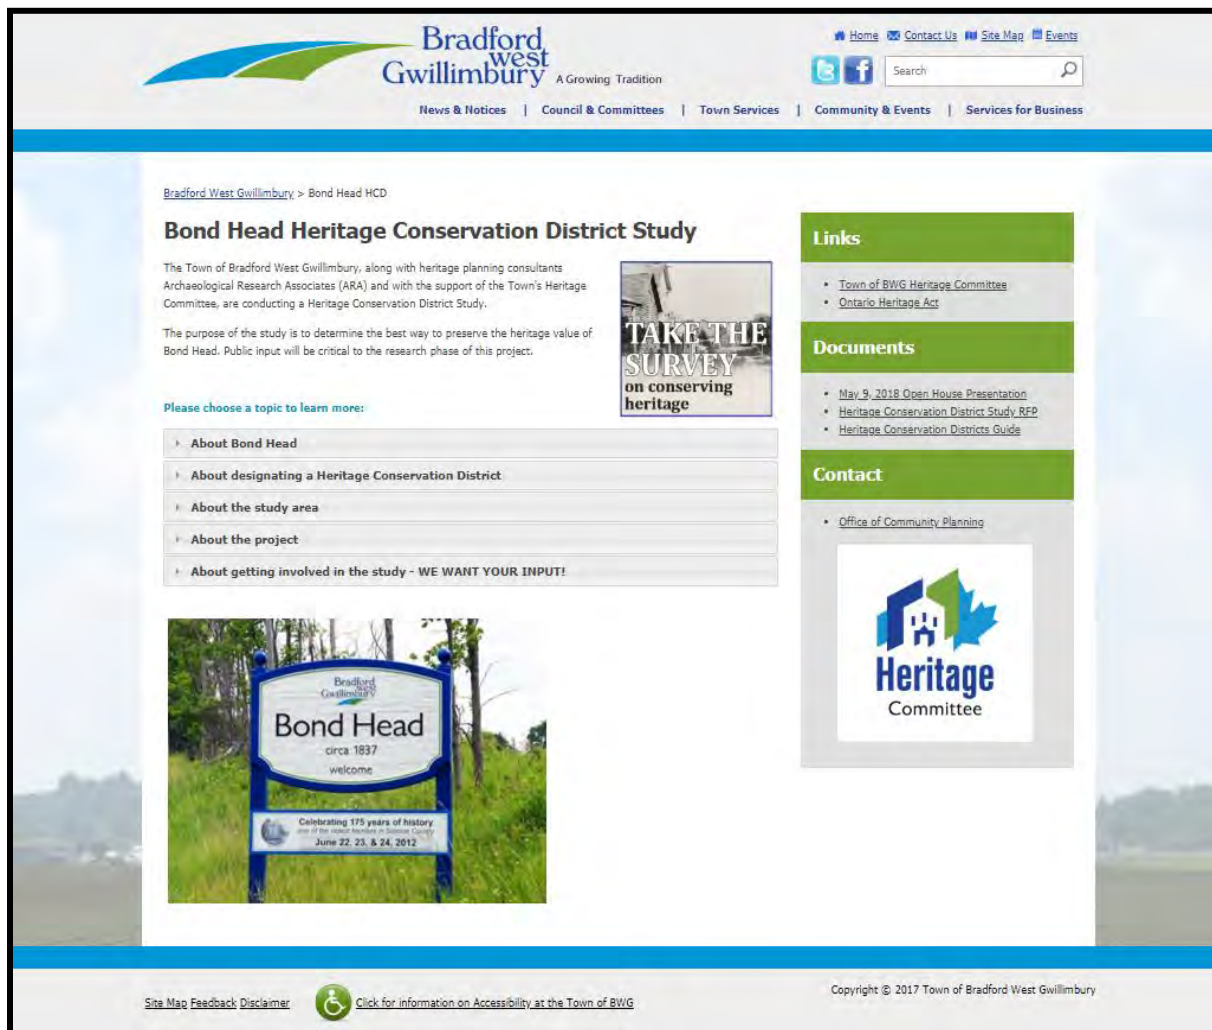 Bradford
west
Gwillimbury
A Growing Tradition
Home
Contact Us
Site Map
Events
Search
News & Notices | Council & Committees | Town Services | Community & Events | Services for Business
Bradford West Gwillimbury > Bond Head HCD
Bond Head Heritage Conservation District Study
The Town of Bradford West Gwillimbury, along with heritage planning consultants
Archaeological Research Associates (ARA) and with the support of the Town's Heritage
Committee, are conducting a Heritage Conservation District Study.
The purpose of the study is to determine the best way to preserve the heritage value of
Bond Head. Public input will be critical to the research phase of this project.
TAKE THE
SURVEY
on conserving
heritage
Please choose a topic to learn more:
About Bond Head
About designating a Heritage Conservation District
About the study area
About the project
About getting involved in the study - WE WANT YOUR INPUT!
Bradford
west
Gwillimbury
Bond Head
circa 1837
welcome
Celebrating 175 years of history
June 22, 23, & 24, 2012
Links
• Town of BWG Heritage Committee
• Ontario Heritage Act
Documents
• May 9, 2018 Open House Presentation
• Heritage Conservation District Study RFP
• Heritage Conservation Districts Guide
Contact
• Office of Community Planning
Heritage
Committee
Site Map Feedback Disclaimer
Click for information on Accessibility at the Town of BWG
Copyright © 2017 Town of Bradford West Gwillimbury